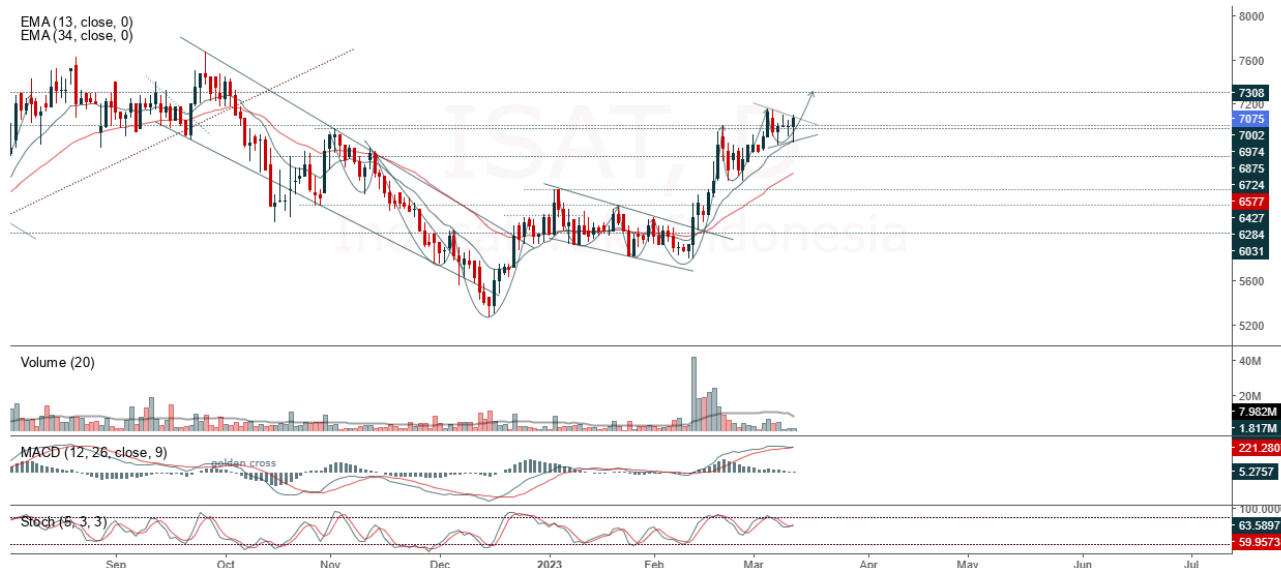 EMA (13, close, 0)
EMA (34, close, 0)
8000
7600
7308
7200
7075
7002
6974
6875
6724
6577
6427
6284
6031
5600
5200
Volume (20)
40M
20M
7.982M
1.817M
MACD (12, 26, close, 9)
golden cross
221.280
5.2757
Stoch (5, 3, 3)
100.000
63.5897
59.9573
Sep
Oct
Nov
Dec
2023
Feb
Mar
Apr
May
Jun
Jul